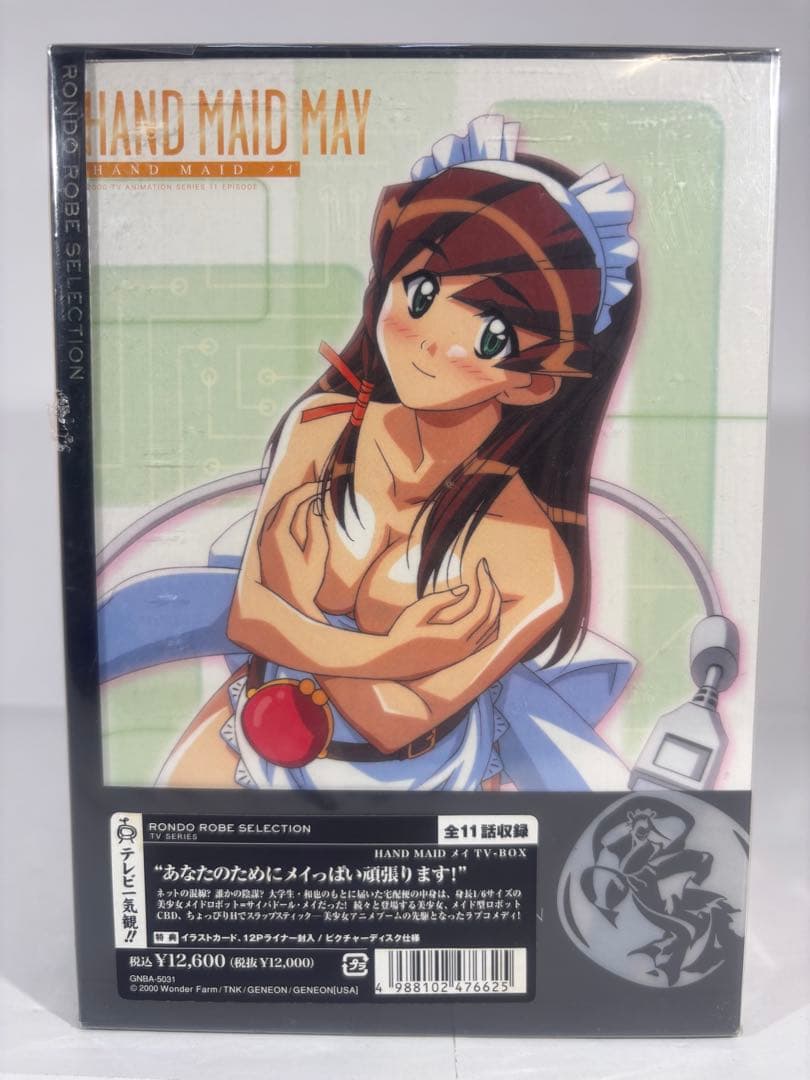 RONDO ROBE SELECTION
HAND MAID MAY
HAND MAID メイ
2000 TV ANIMATION SERIES 11 EPISODE
テレビ一気観!!
RONDO ROBE SELECTION
TV SERIES
全11話収録
HAND MAID メイ TV-BOX
“あなたのためにメイっぱい頑張ります!”
ネットの混線? 誰かの陰謀? 大学生・和也のもとに届いた宅配便の中身は、身長1/6サイズの
美少女メイドロボット=サイバドール・メイだった! 続々と登場する美少女、メイド型ロボット
CBD、ちょっぴりHでスラップスティック―美少女アニメブームの先駆となったラブコメディ!
特典 イラストカード、12Pライナー封入 / ピクチャーディスク仕様
税込 ¥12,600 (税抜 ¥12,000)
プラ
GNBA-5031
© 2000 Wonder Farm / TNK / GENEON / GENEON[USA]
4 988102 476625